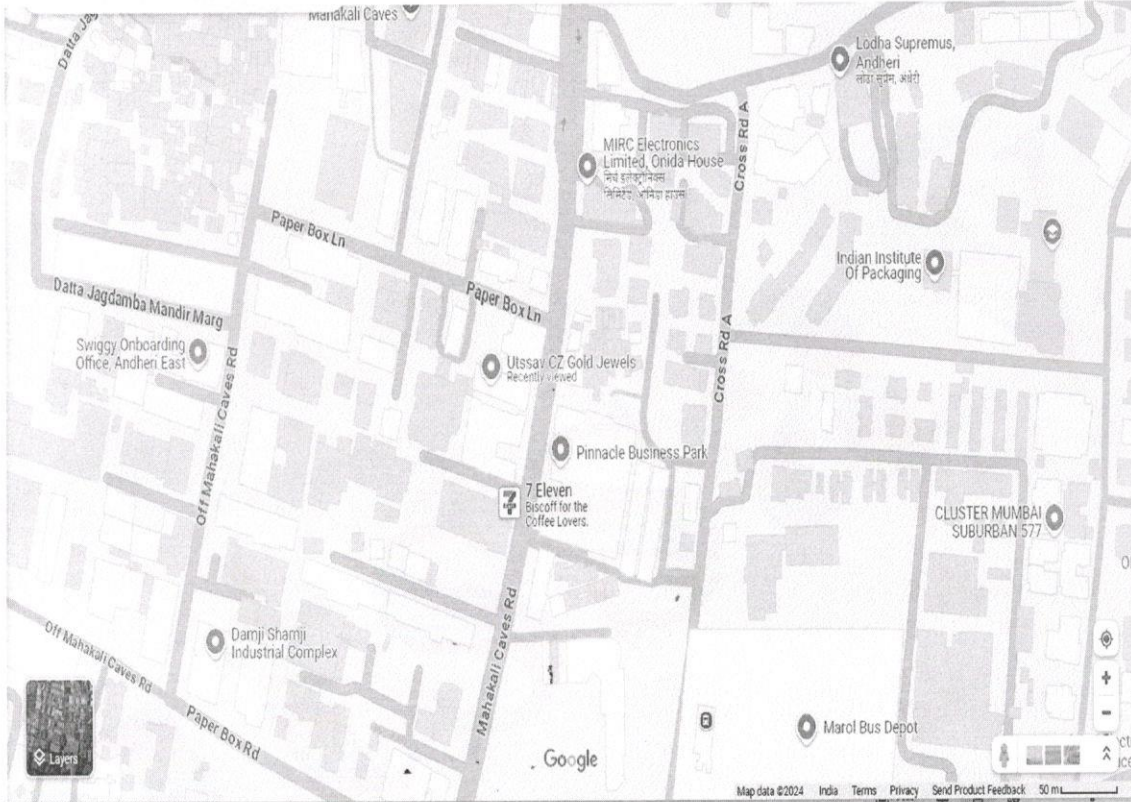 Datta Jag
Mahakali Caves
Lodha Supremus,
Andheri
लोढा सुप्रेम, अंधेरी
MIRC Electronics
Limited, Onida House
Cross Rd A
Paper Box Ln
Indian Institute
Of Packaging
Datta Jagdamba Mandir Marg
Paper Box Ln
Swiggy Onboarding
Office, Andheri East
Utssav CZ Gold Jewels
Recently viewed
Cross Rd A
Off Mahakali Caves Rd
Pinnacle Business Park
7 Eleven
Biscoff for the
Coffee Lovers.
CLUSTER MUMBAI
SUBURBAN 577
Mahakali Caves Rd
Off Mahakali Caves Rd
Damji Shamji
Industrial Complex
Paper Box Rd
Marol Bus Depot
Layers
Google
Map data ©2024 India Terms Privacy Send Product Feedback 50 m